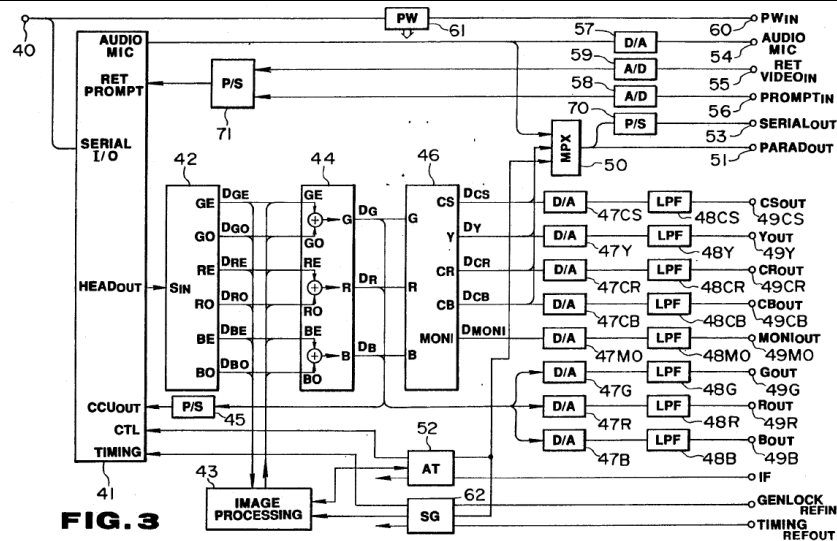 40
PW
61
60
PWIN
AUDIO
MIC
57
D/A
54
AUDIO
MIC
59
A/D
55
RET
VIDEOIN
RET
PROMPT
P/S
71
58
A/D
56
PROMPTIN
70
P/S
53
SERIALOUT
SERIAL
I/O
MPX
50
51
PARADOUT
42
44
46
DGE
DGO
DRE
DRO
DBE
DBO
GE
GO
RE
RO
BE
BO
SIN
HEADOUT
GE
GO
RE
RO
BE
BO
G
R
B
DG
DR
DB
G
R
B
CS
Y
CR
CB
MONI
DCS
DY
DCR
DCB
DMONI
D/A
47CS
LPF
48CS
CSOUT
49CS
D/A
47Y
LPF
48Y
YOUT
49Y
D/A
47CR
LPF
48CR
CROUT
49CR
D/A
47CB
LPF
48CB
CBOUT
49CB
D/A
47MO
LPF
48MO
MONIOUT
49MO
D/A
47G
LPF
48G
GOUT
49G
D/A
47R
LPF
48R
ROUT
49R
D/A
47B
LPF
48B
BOUT
49B
CCUOUT
P/S
45
CTL
TIMING
41
52
AT
IF
43
IMAGE
PROCESSING
62
SG
GENLOCK
REFIN
TIMING
REFOUT
FIG. 3